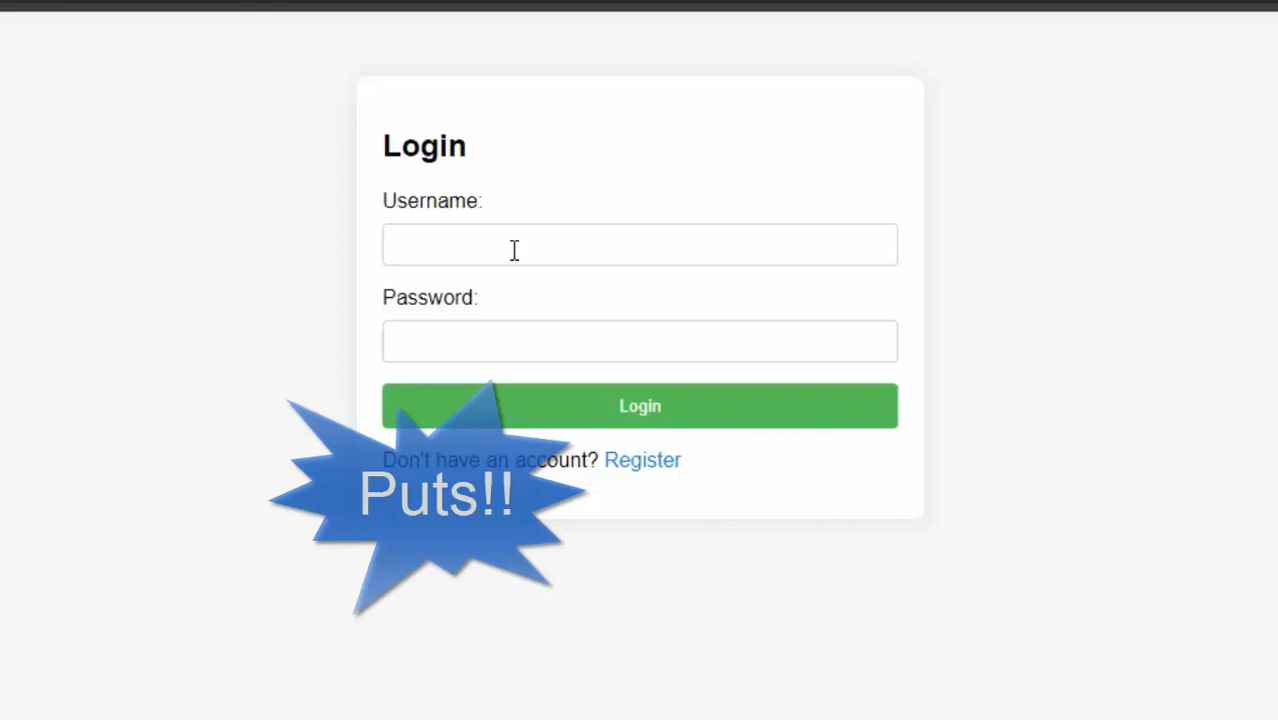 Login
Username:
Password:
Login
Don't have an account? Register
Puts!!